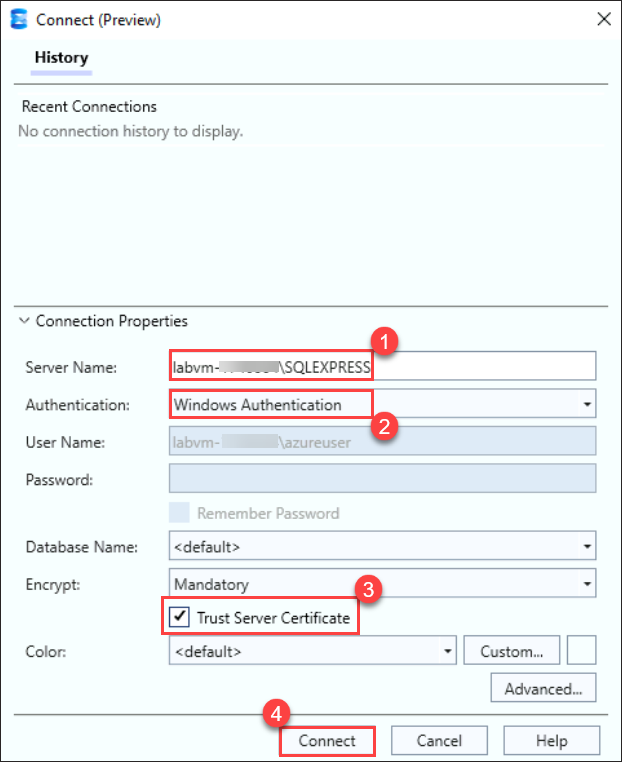 Connect (Preview)
History
Recent Connections
No connection history to display.
Connection Properties
1
Server Name: labvm- \SQLEXPRESS
Authentication: Windows Authentication
2
User Name: labvm- \azureuser
Password:
Remember Password
Database Name: <default>
Encrypt: Mandatory
3
Trust Server Certificate
Color: <default> Custom...
Advanced...
4
Connect Cancel Help